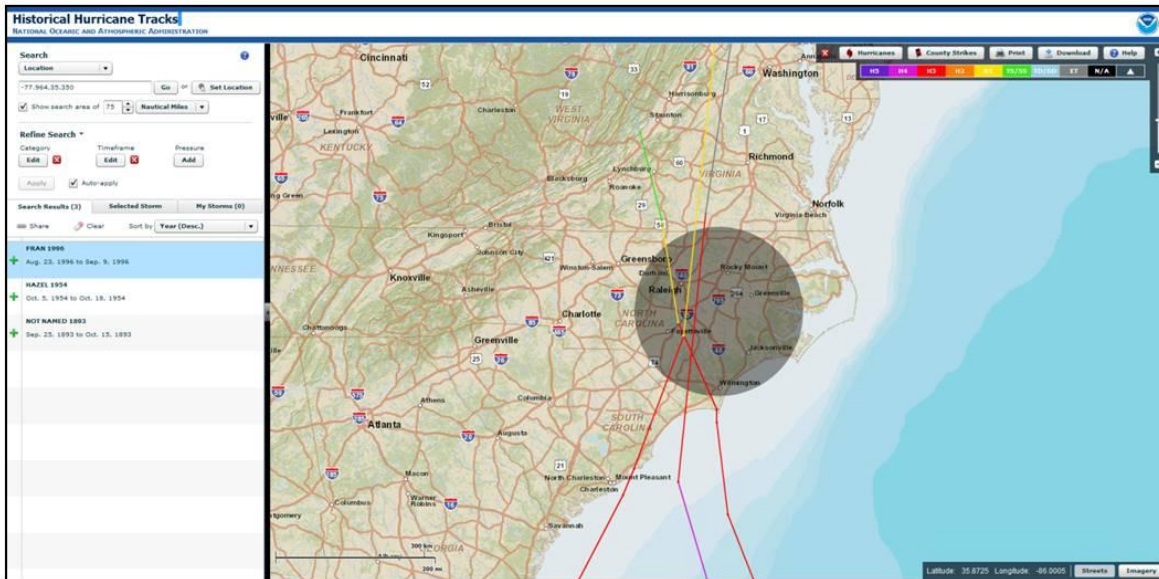 Historical Hurricane Tracks
NATIONAL OCEANIC AND ATMOSPHERIC ADMINISTRATION
Search
Location
-77.964,35.350
Go or Set Location
Show search area of 75 Nautical Miles
Refine Search
Category Timeframe Pressure
Edit Edit Add
Apply Auto-apply
Search Results (3) Selected Storm My Storms (0)
Share Clear Sort by Year (Desc.)
FRAN 1996
Aug. 23, 1996 to Sep. 9, 1996
HAZEL 1954
Oct. 5, 1954 to Oct. 18, 1954
NOT NAMED 1893
Sep. 25, 1893 to Oct. 15, 1893
Hurricanes County Strikes Print Download Help
H5 H4 H3 H2 H1 TS/SS TD/SD ET N/A
Cincinnati
Washington
Harrisonburg
Charleston
WEST
VIRGINIA
Staunton
Frankfort
Lexington
KENTUCKY
Richmond
VIRGINIA
Lynchburg
Blacksburg
Roanoke
Norfolk
Virginia Beach
Bristol
Kingsport
Johnson City
Greensboro
Winston-Salem
Durham
Rocky Mount
Raleigh
Greenville
NNESSEE
Knoxville
Asheville
Charlotte
NORTH
CAROLINA
Fayetteville
Jacksonville
Chattanooga
Greenville
Wilmington
Athens
Columbia
SOUTH
CAROLINA
Atlanta
Augusta
Macon
North Charleston
Mount Pleasant
Charleston
Columbus
Warner
Robins
Savannah
GEORGIA
300 km
200 mi
Latitude: 35.8725 Longitude: -86.0005 Streets Imagery